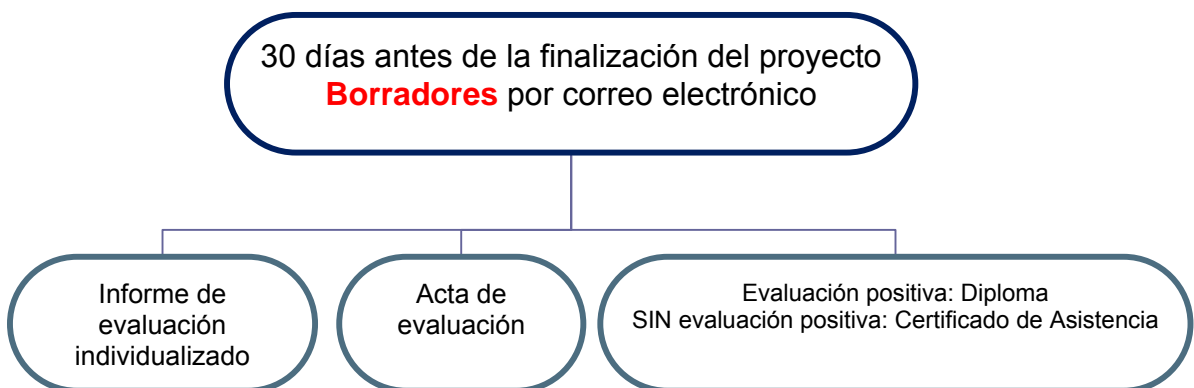 30 días antes de la finalización del proyecto
Borradores por correo electrónico
Informe de
evaluación
individualizado
Acta de
evaluación
Evaluación positiva: Diploma
SIN evaluación positiva: Certificado de Asistencia